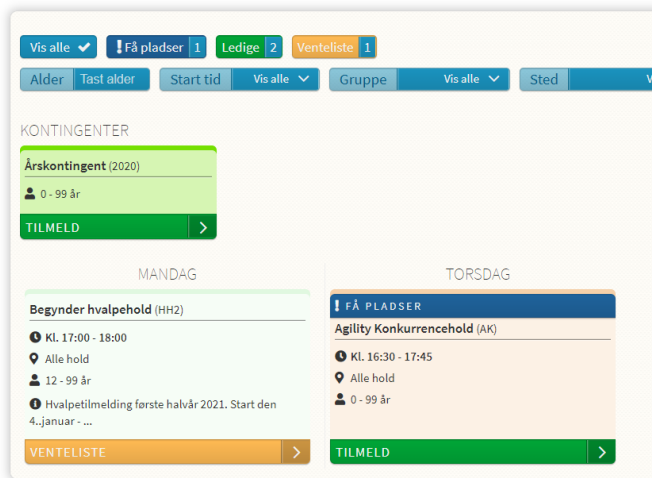 Vis alle
Få pladser 1
Ledige 2
Venteliste 1
Alder Tast alder
Start tid Vis alle
Gruppe Vis alle
Sted
KONTINGENTER
Årskontingent (2020)
0 - 99 år
TILMELD
MANDAG
Begynder hvalpehold (HH2)
Kl. 17:00 - 18:00
Alle hold
12 - 99 år
Hvalpetilmelding første halvår 2021. Start den
4..januar - ...
VENTELISTE
TORSDAG
FÅ PLADSER
Agility Konkurrencehold (AK)
Kl. 16:30 - 17:45
Alle hold
0 - 99 år
TILMELD